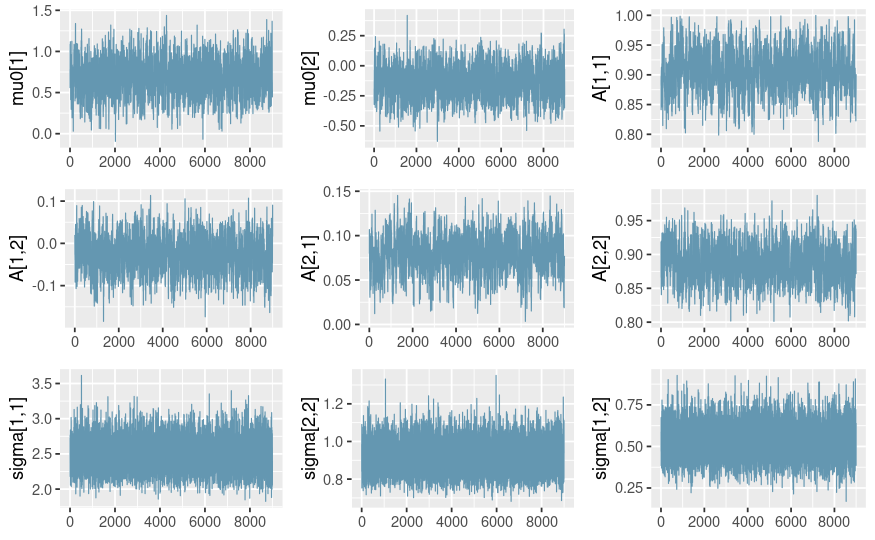 mu0[1]
1.5
1.0
0.5
0.0
0 2000 4000 6000 8000
mu0[2]
0.25
0.00
-0.25
-0.50
0 2000 4000 6000 8000
A[1,1]
1.00
0.95
0.90
0.85
0.80
0 2000 4000 6000 8000
A[1,2]
0.1
0.0
-0.1
0 2000 4000 6000 8000
A[2,1]
0.15
0.10
0.05
0.00
0 2000 4000 6000 8000
A[2,2]
0.95
0.90
0.85
0.80
0 2000 4000 6000 8000
sigma[1,1]
3.5
3.0
2.5
2.0
0 2000 4000 6000 8000
sigma[2,2]
1.2
1.0
0.8
0 2000 4000 6000 8000
sigma[1,2]
0.75
0.50
0.25
0 2000 4000 6000 8000